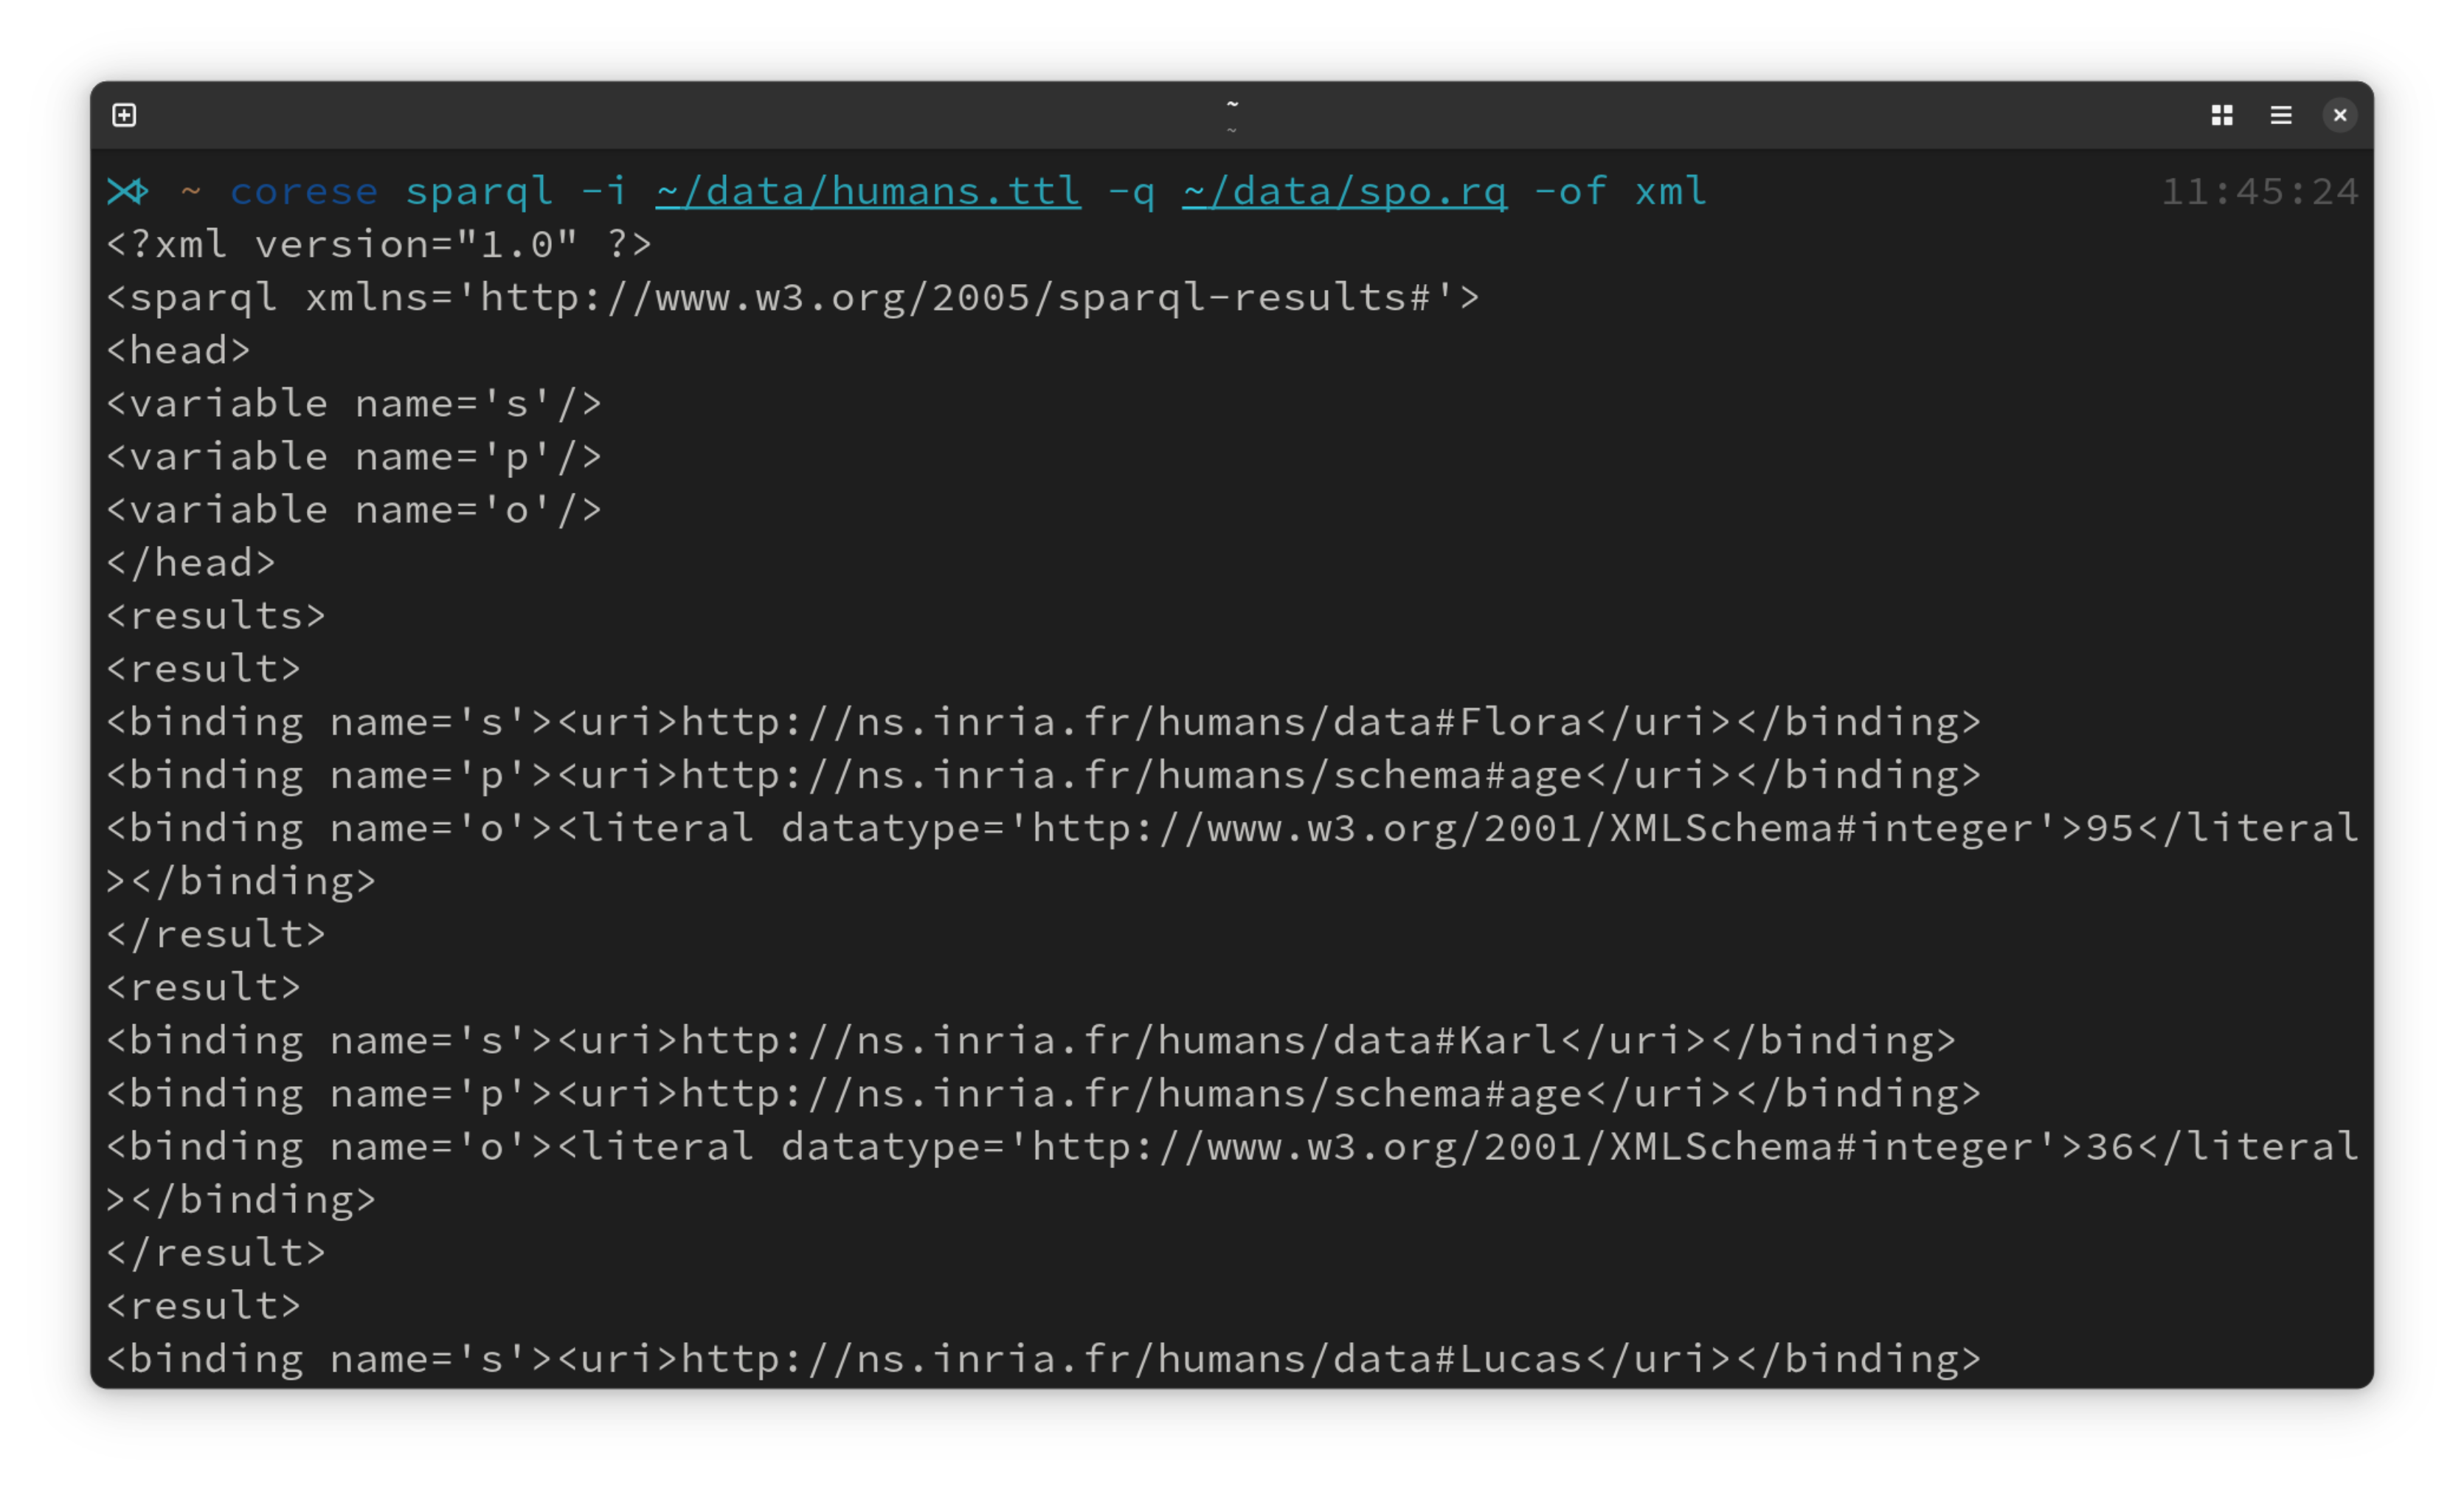 ~
~
~ corese sparql -i ~/data/humans.ttl -q ~/data/spo.rq -of xml 11:45:24
<?xml version="1.0" ?>
<sparql xmlns='http://www.w3.org/2005/sparql-results#'>
<head>
<variable name='s'/>
<variable name='p'/>
<variable name='o'/>
</head>
<results>
<result>
<binding name='s'><uri>http://ns.inria.fr/humans/data#Flora</uri></binding>
<binding name='p'><uri>http://ns.inria.fr/humans/schema#age</uri></binding>
<binding name='o'><literal datatype='http://www.w3.org/2001/XMLSchema#integer'>95</literal
></binding>
</result>
<result>
<binding name='s'><uri>http://ns.inria.fr/humans/data#Karl</uri></binding>
<binding name='p'><uri>http://ns.inria.fr/humans/schema#age</uri></binding>
<binding name='o'><literal datatype='http://www.w3.org/2001/XMLSchema#integer'>36</literal
></binding>
</result>
<result>
<binding name='s'><uri>http://ns.inria.fr/humans/data#Lucas</uri></binding>